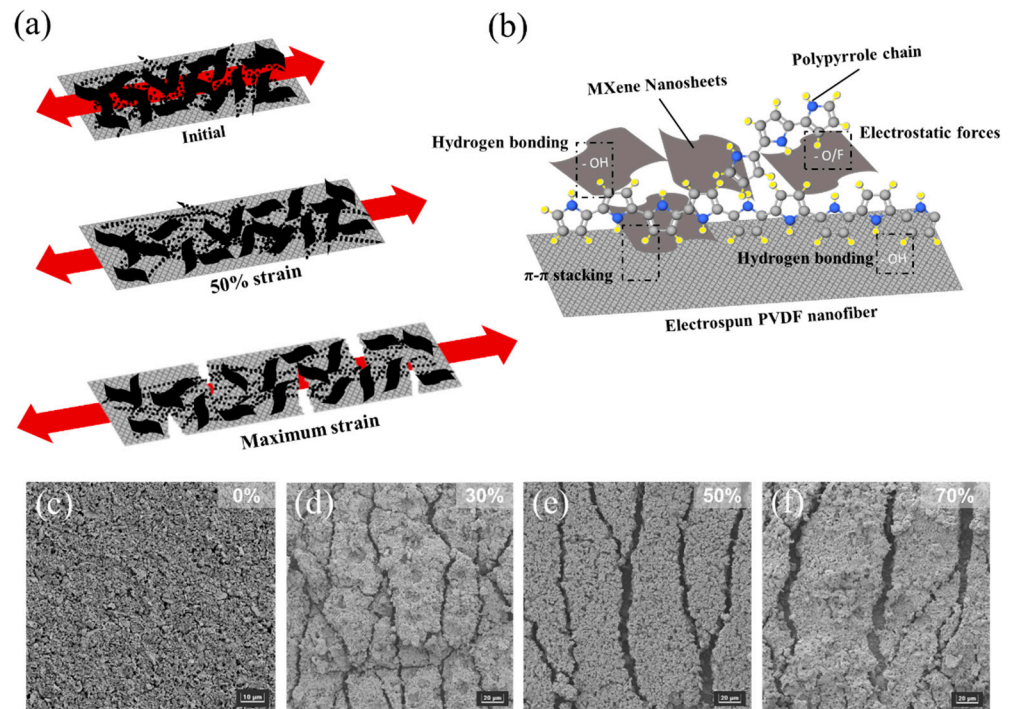 (a)
Initial
50% strain
Maximum strain
(b)
Polypyrrole chain
MXene Nanosheets
Hydrogen bonding
Electrostatic forces
- OH
- O/F
π-π stacking
Hydrogen bonding
- OH
Electrospun PVDF nanofiber
(c)
0%
10 µm
(d)
30%
20 µm
(e)
50%
20 µm
(f)
70%
20 µm